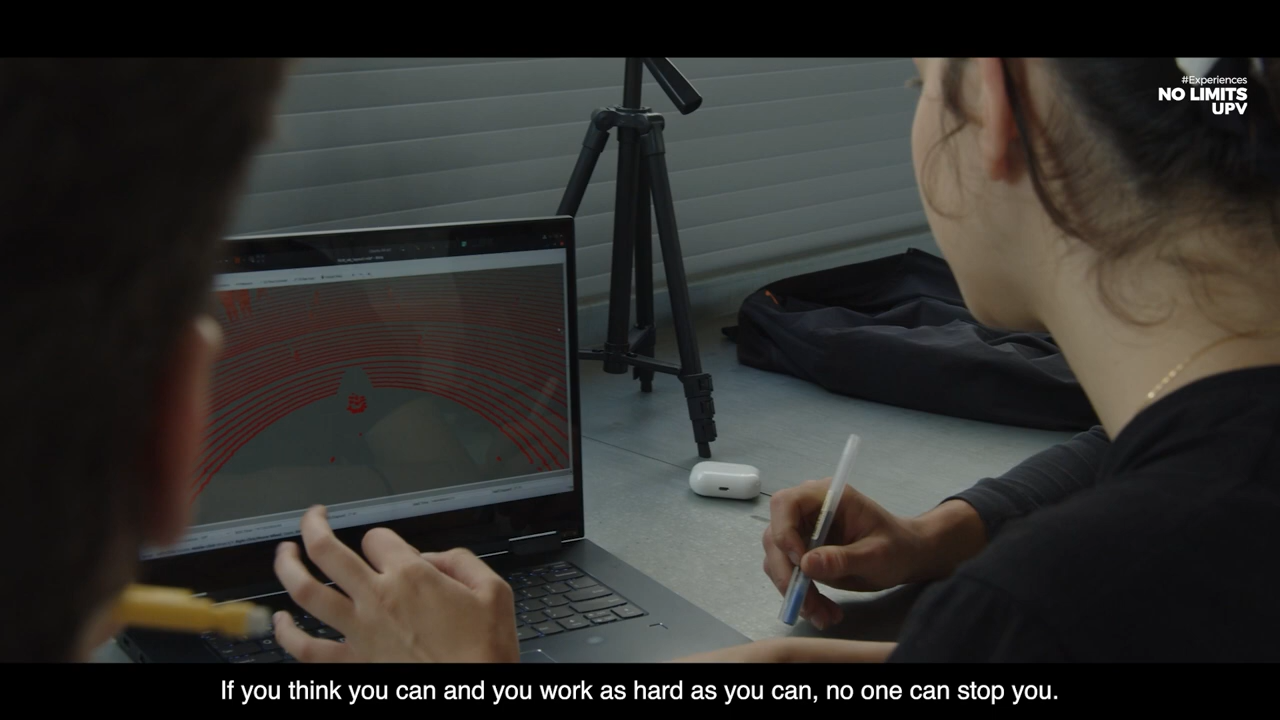 #Experiences
NO LIMITS
UPV
If you think you can and you work as hard as you can, no one can stop you.